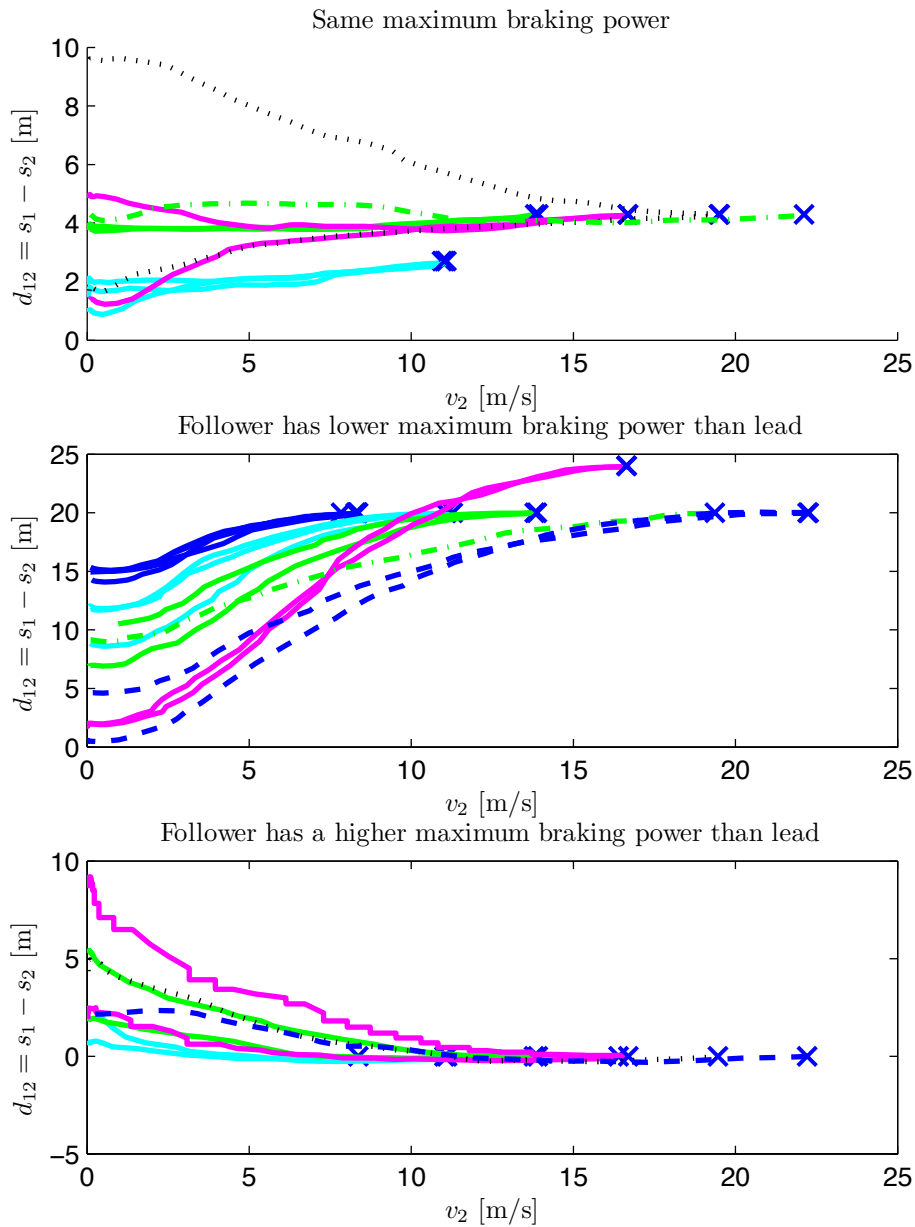 Same maximum braking power
10
8
6
4
2
0
d₁₂ = s₁ − s₂ [m]
0 5 10 15 20 25
v₂ [m/s]
Follower has lower maximum braking power than lead
25
20
15
10
5
0
d₁₂ = s₁ − s₂ [m]
0 5 10 15 20 25
v₂ [m/s]
Follower has a higher maximum braking power than lead
10
5
0
−5
d₁₂ = s₁ − s₂ [m]
0 5 10 15 20 25
v₂ [m/s]